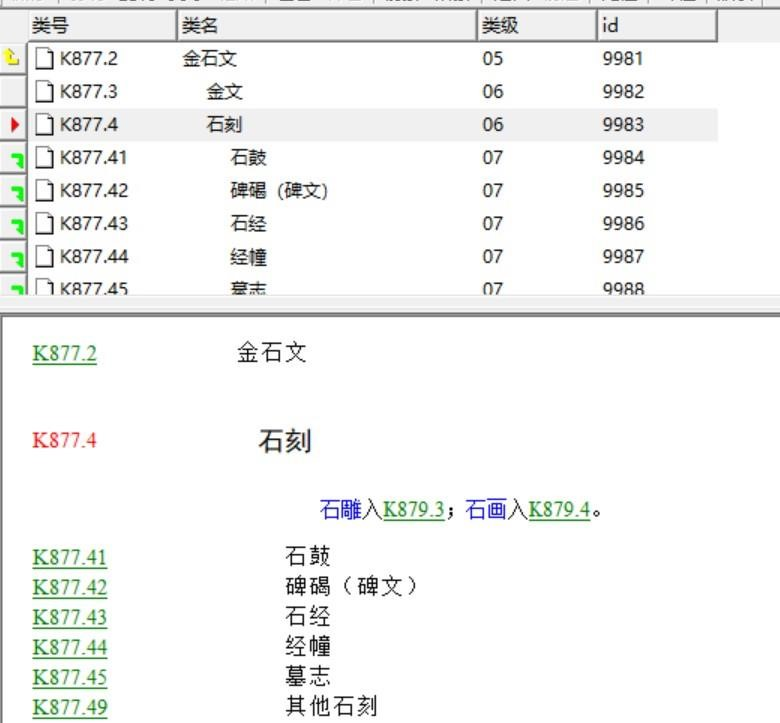 类号 类名 类级 id
K877.2 金石文 05 9981
K877.3 金文 06 9982
K877.4 石刻 06 9983
K877.41 石鼓 07 9984
K877.42 碑碣（碑文） 07 9985
K877.43 石经 07 9986
K877.44 经幢 07 9987
K877.45 墓志 07 9988
K877.2 金石文
K877.4 石刻
石雕入K879.3；石画入K879.4。
K877.41 石鼓
K877.42 碑碣（碑文）
K877.43 石经
K877.44 经幢
K877.45 墓志
K877.49 其他石刻